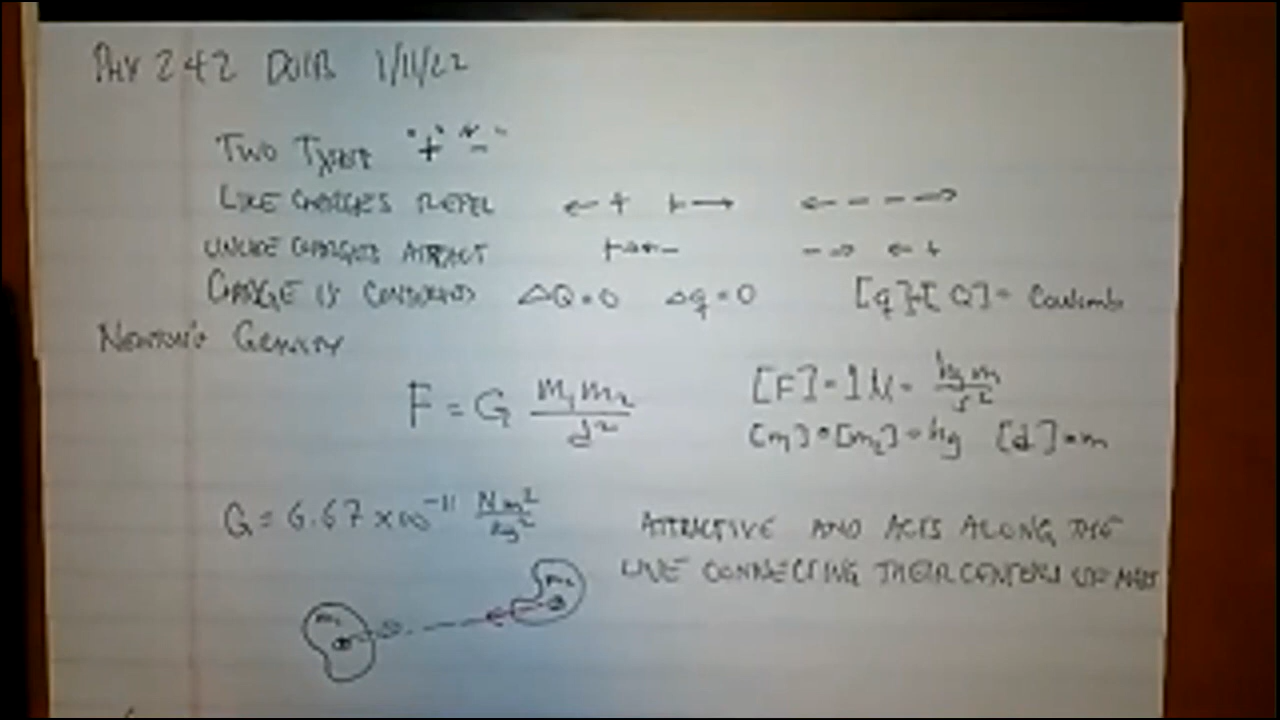 PHY 242 1/11/22
TWO TYPES "+" "-"
LIKE CHARGES REPEL ← + + → ← - - →
UNLIKE CHARGES ATTRACT + → ← - - → ← +
CHARGE IS CONSERVED ΔQ = 0 Δq = 0 [q]=[Q] = Coulomb
NEWTON'S GRAVITY
F = G m₁m₂/d² [F] = 1N = kg m/s²
[m₁] = [m₂] = kg [d] = m
G = 6.67 x 10⁻¹¹ Nm²/kg²
ATTRACTIVE AND ACTS ALONG THE
LINE CONNECTING THEIR CENTERS OF MASS
m₂
m₁